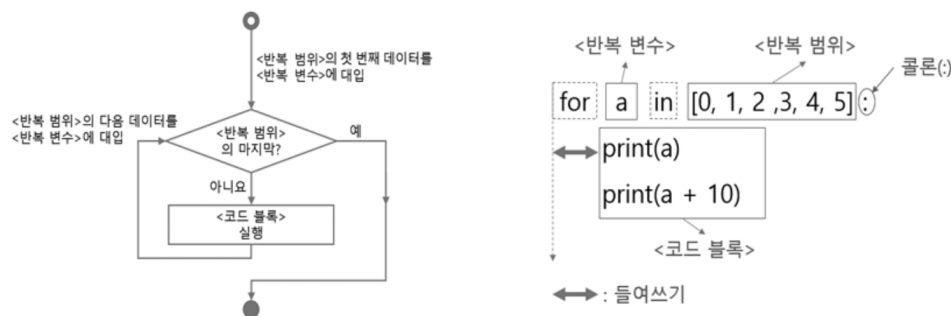 <반복 범위>의 첫 번째 데이터를
<반복 변수>에 대입
<반복 범위>의 다음 데이터를
<반복 변수>에 대입
<반복 범위>
의 마지막?
예
아니요
<코드 블록>
실행
<반복 변수>
<반복 범위>
콜론(:)
for a in [0, 1, 2 ,3, 4, 5] :
print(a)
print(a + 10)
<코드 블록>
: 들여쓰기